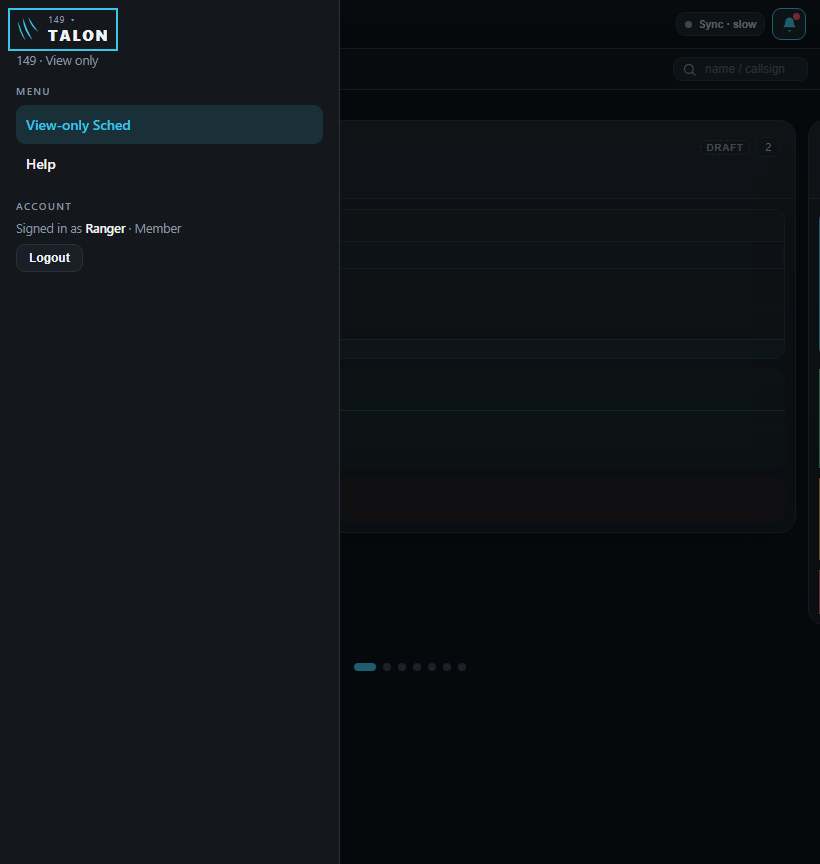 149
TALON
149 · View only
MENU
View-only Sched
Help
ACCOUNT
Signed in as Ranger · Member
Logout
Sync · slow
name / callsign
DRAFT
2